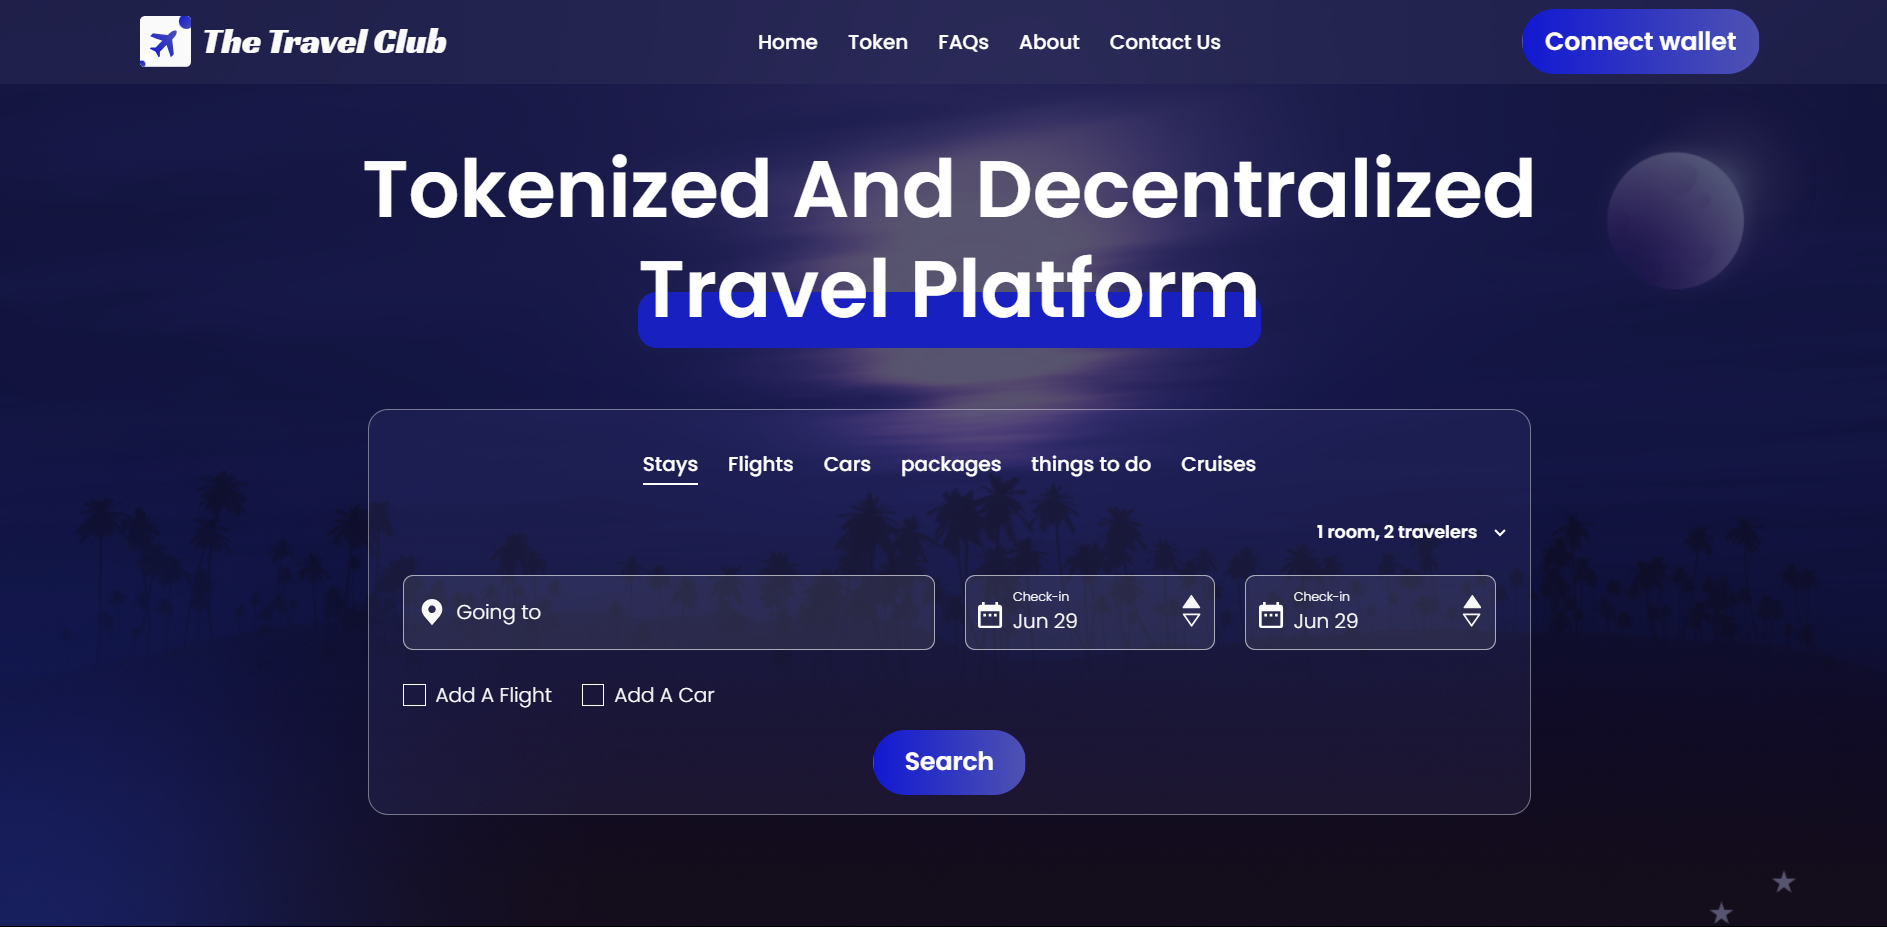 The Travel Club
Home Token FAQs About Contact Us
Connect wallet
Tokenized And Decentralized
Travel Platform
Stays Flights Cars packages things to do Cruises
1 room, 2 travelers
Going to
Check-in
Jun 29
Check-in
Jun 29
Add A Flight Add A Car
Search